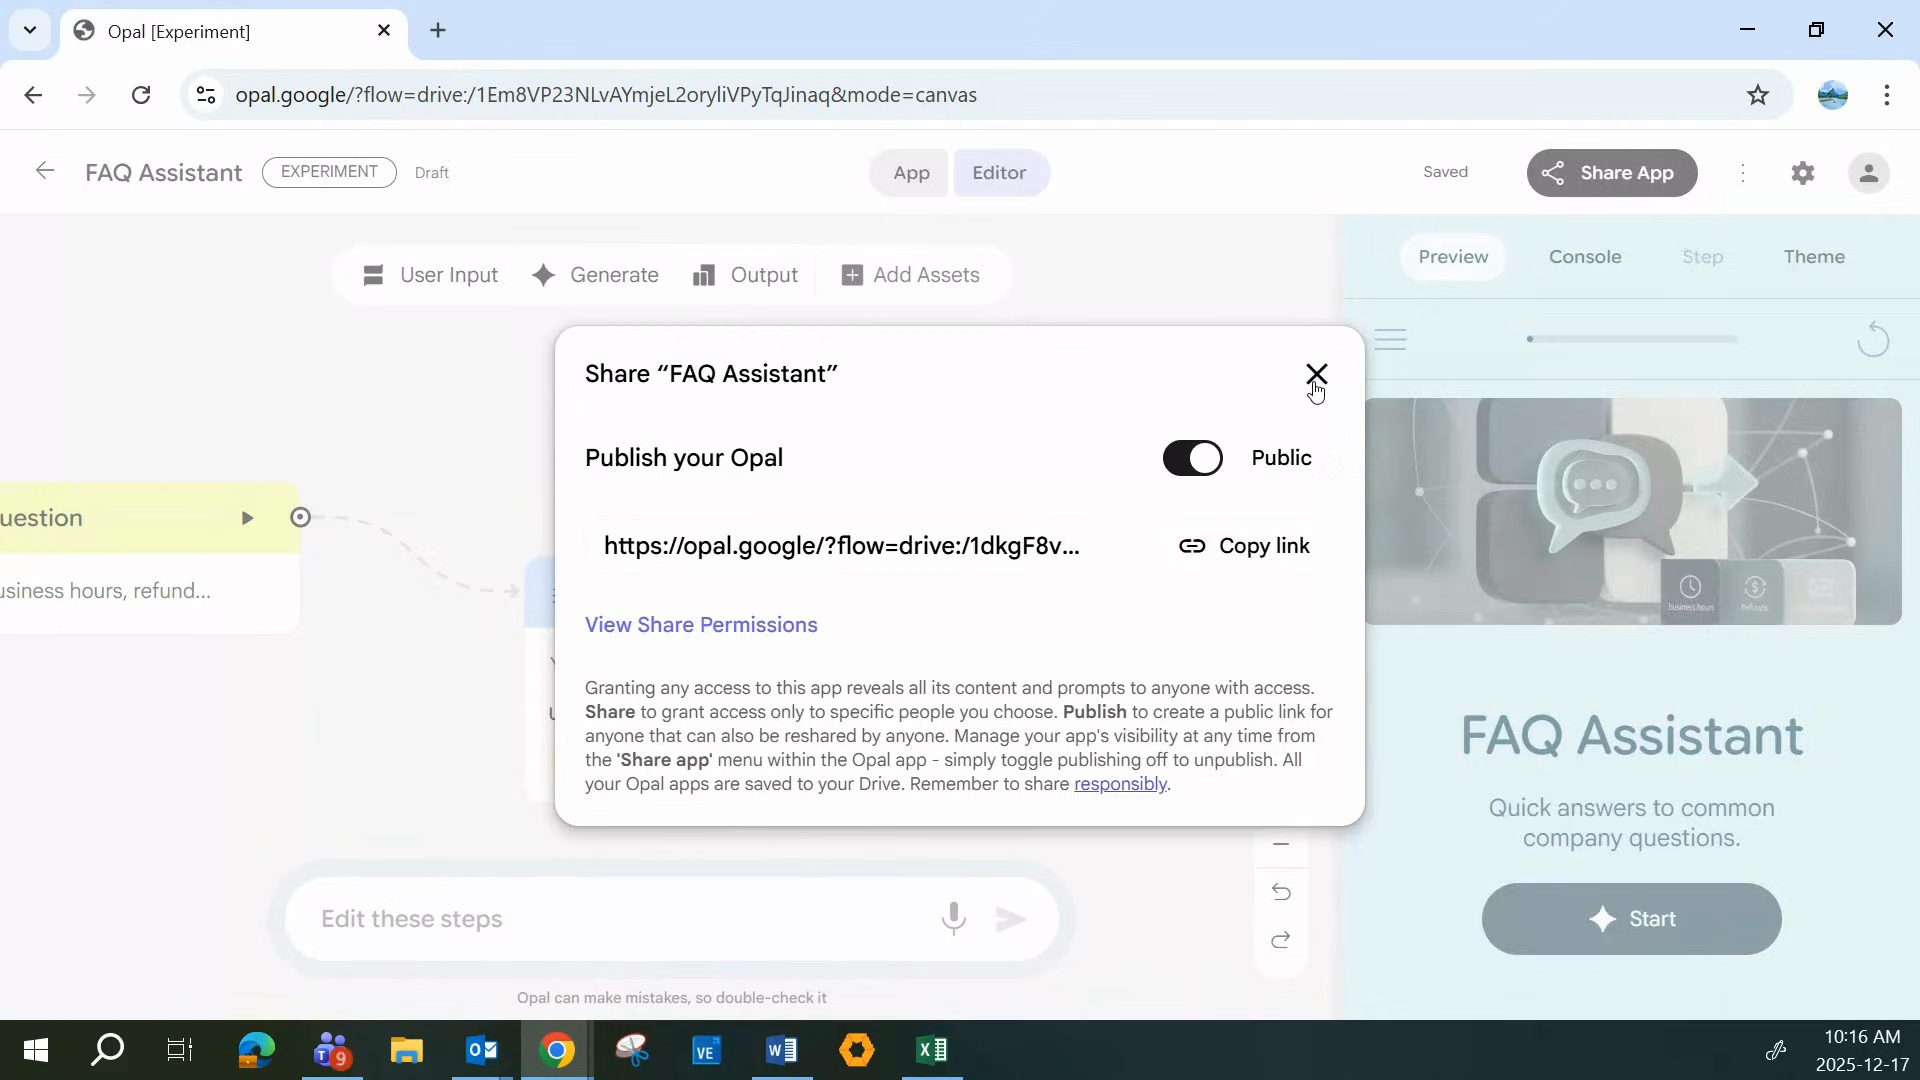 Opal [Experiment]
opal.google/?flow=drive:/1Em8VP23NLvAYmjeL2oryliVPyTqJinaq&mode=canvas
FAQ Assistant
EXPERIMENT
Draft
App
Editor
Saved
Share App
User Input
Generate
Output
Add Assets
Preview
Console
Step
Theme
uestion
usiness hours, refund...
Share “FAQ Assistant”
Publish your Opal
Public
https://opal.google/?flow=drive:/1dkgF8v...
Copy link
View Share Permissions
Granting any access to this app reveals all its content and prompts to anyone with access.
Share to grant access only to specific people you choose. Publish to create a public link for
anyone that can also be reshared by anyone. Manage your app's visibility at any time from
the 'Share app' menu within the Opal app - simply toggle publishing off to unpublish. All
your Opal apps are saved to your Drive. Remember to share responsibly.
business hours
Refunds
FAQ Assistant
Quick answers to common
company questions.
Start
Edit these steps
Opal can make mistakes, so double-check it
9
VE
10:16 AM
2025-12-17